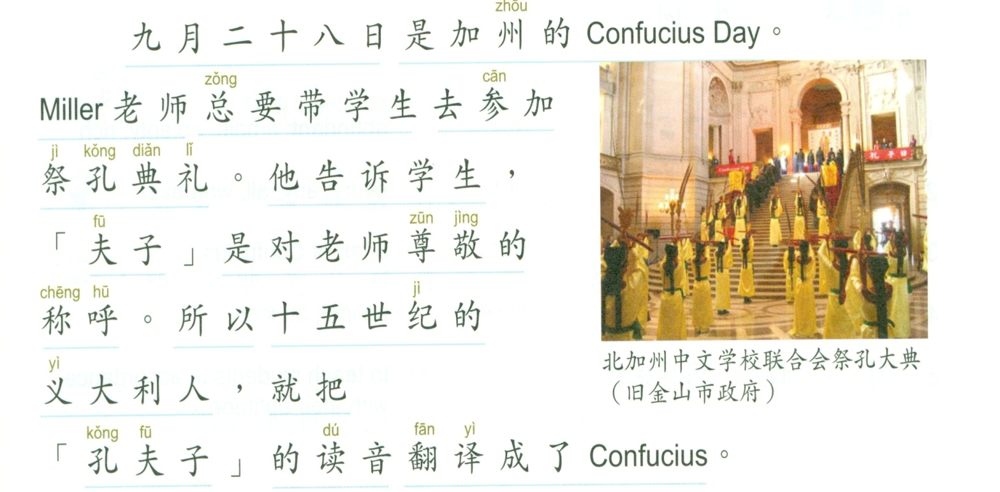 zhōu
九月二十八日是加州的 Confucius Day。
zǒng cān
Miller 老师总要带学生去参加
jì kǒng diǎn lǐ
祭孔典礼。他告诉学生，
fū zūn jìng
「夫子」是对老师尊敬的
chēng hū jì
称呼。所以十五世纪的
yì
义大利人，就把
kǒng fū dú fān yì
「孔夫子」的读音翻译成了 Confucius。
Confucius Day
孔子日
北加州中文学校联合会祭孔大典
（旧金山市政府）